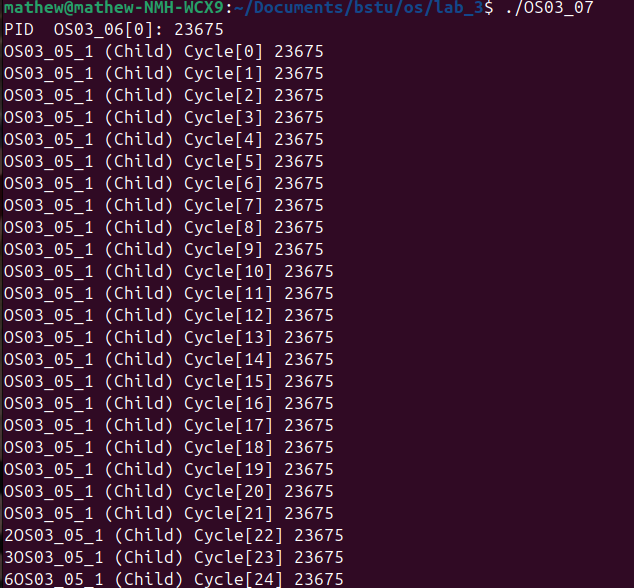 mathew@mathew-NMH-WCX9:~/Documents/bstu/os/lab_3$ ./OS03_07
PID  OS03_06[0]: 23675
OS03_05_1 (Child) Cycle[0] 23675
OS03_05_1 (Child) Cycle[1] 23675
OS03_05_1 (Child) Cycle[2] 23675
OS03_05_1 (Child) Cycle[3] 23675
OS03_05_1 (Child) Cycle[4] 23675
OS03_05_1 (Child) Cycle[5] 23675
OS03_05_1 (Child) Cycle[6] 23675
OS03_05_1 (Child) Cycle[7] 23675
OS03_05_1 (Child) Cycle[8] 23675
OS03_05_1 (Child) Cycle[9] 23675
OS03_05_1 (Child) Cycle[10] 23675
OS03_05_1 (Child) Cycle[11] 23675
OS03_05_1 (Child) Cycle[12] 23675
OS03_05_1 (Child) Cycle[13] 23675
OS03_05_1 (Child) Cycle[14] 23675
OS03_05_1 (Child) Cycle[15] 23675
OS03_05_1 (Child) Cycle[16] 23675
OS03_05_1 (Child) Cycle[17] 23675
OS03_05_1 (Child) Cycle[18] 23675
OS03_05_1 (Child) Cycle[19] 23675
OS03_05_1 (Child) Cycle[20] 23675
OS03_05_1 (Child) Cycle[21] 23675
2OS03_05_1 (Child) Cycle[22] 23675
3OS03_05_1 (Child) Cycle[23] 23675
6OS03_05_1 (Child) Cycle[24] 23675